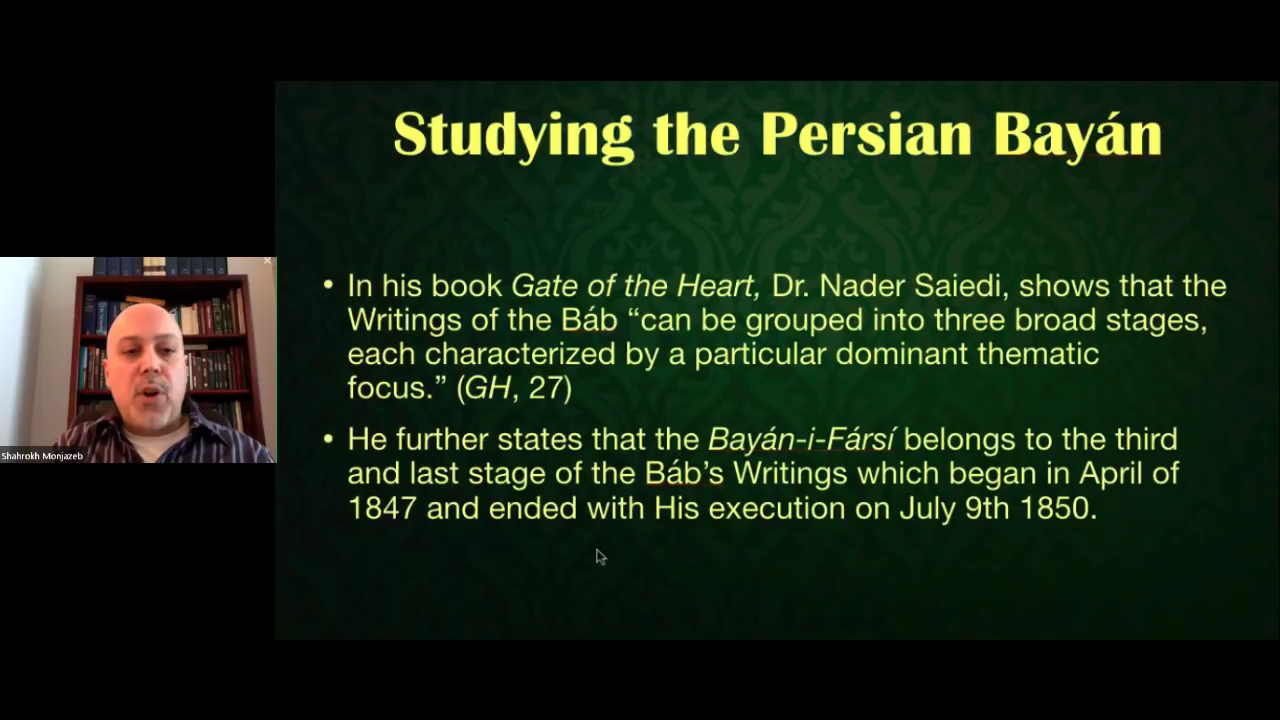 Studying the Persian Bayán
• In his book Gate of the Heart, Dr. Nader Saiedi, shows that the
Writings of the Báb “can be grouped into three broad stages,
each characterized by a particular dominant thematic
focus.” (GH, 27)
• He further states that the Bayán-i-Fársí belongs to the third
and last stage of the Báb’s Writings which began in April of
1847 and ended with His execution on July 9th 1850.
Shahrokh Monjazeb